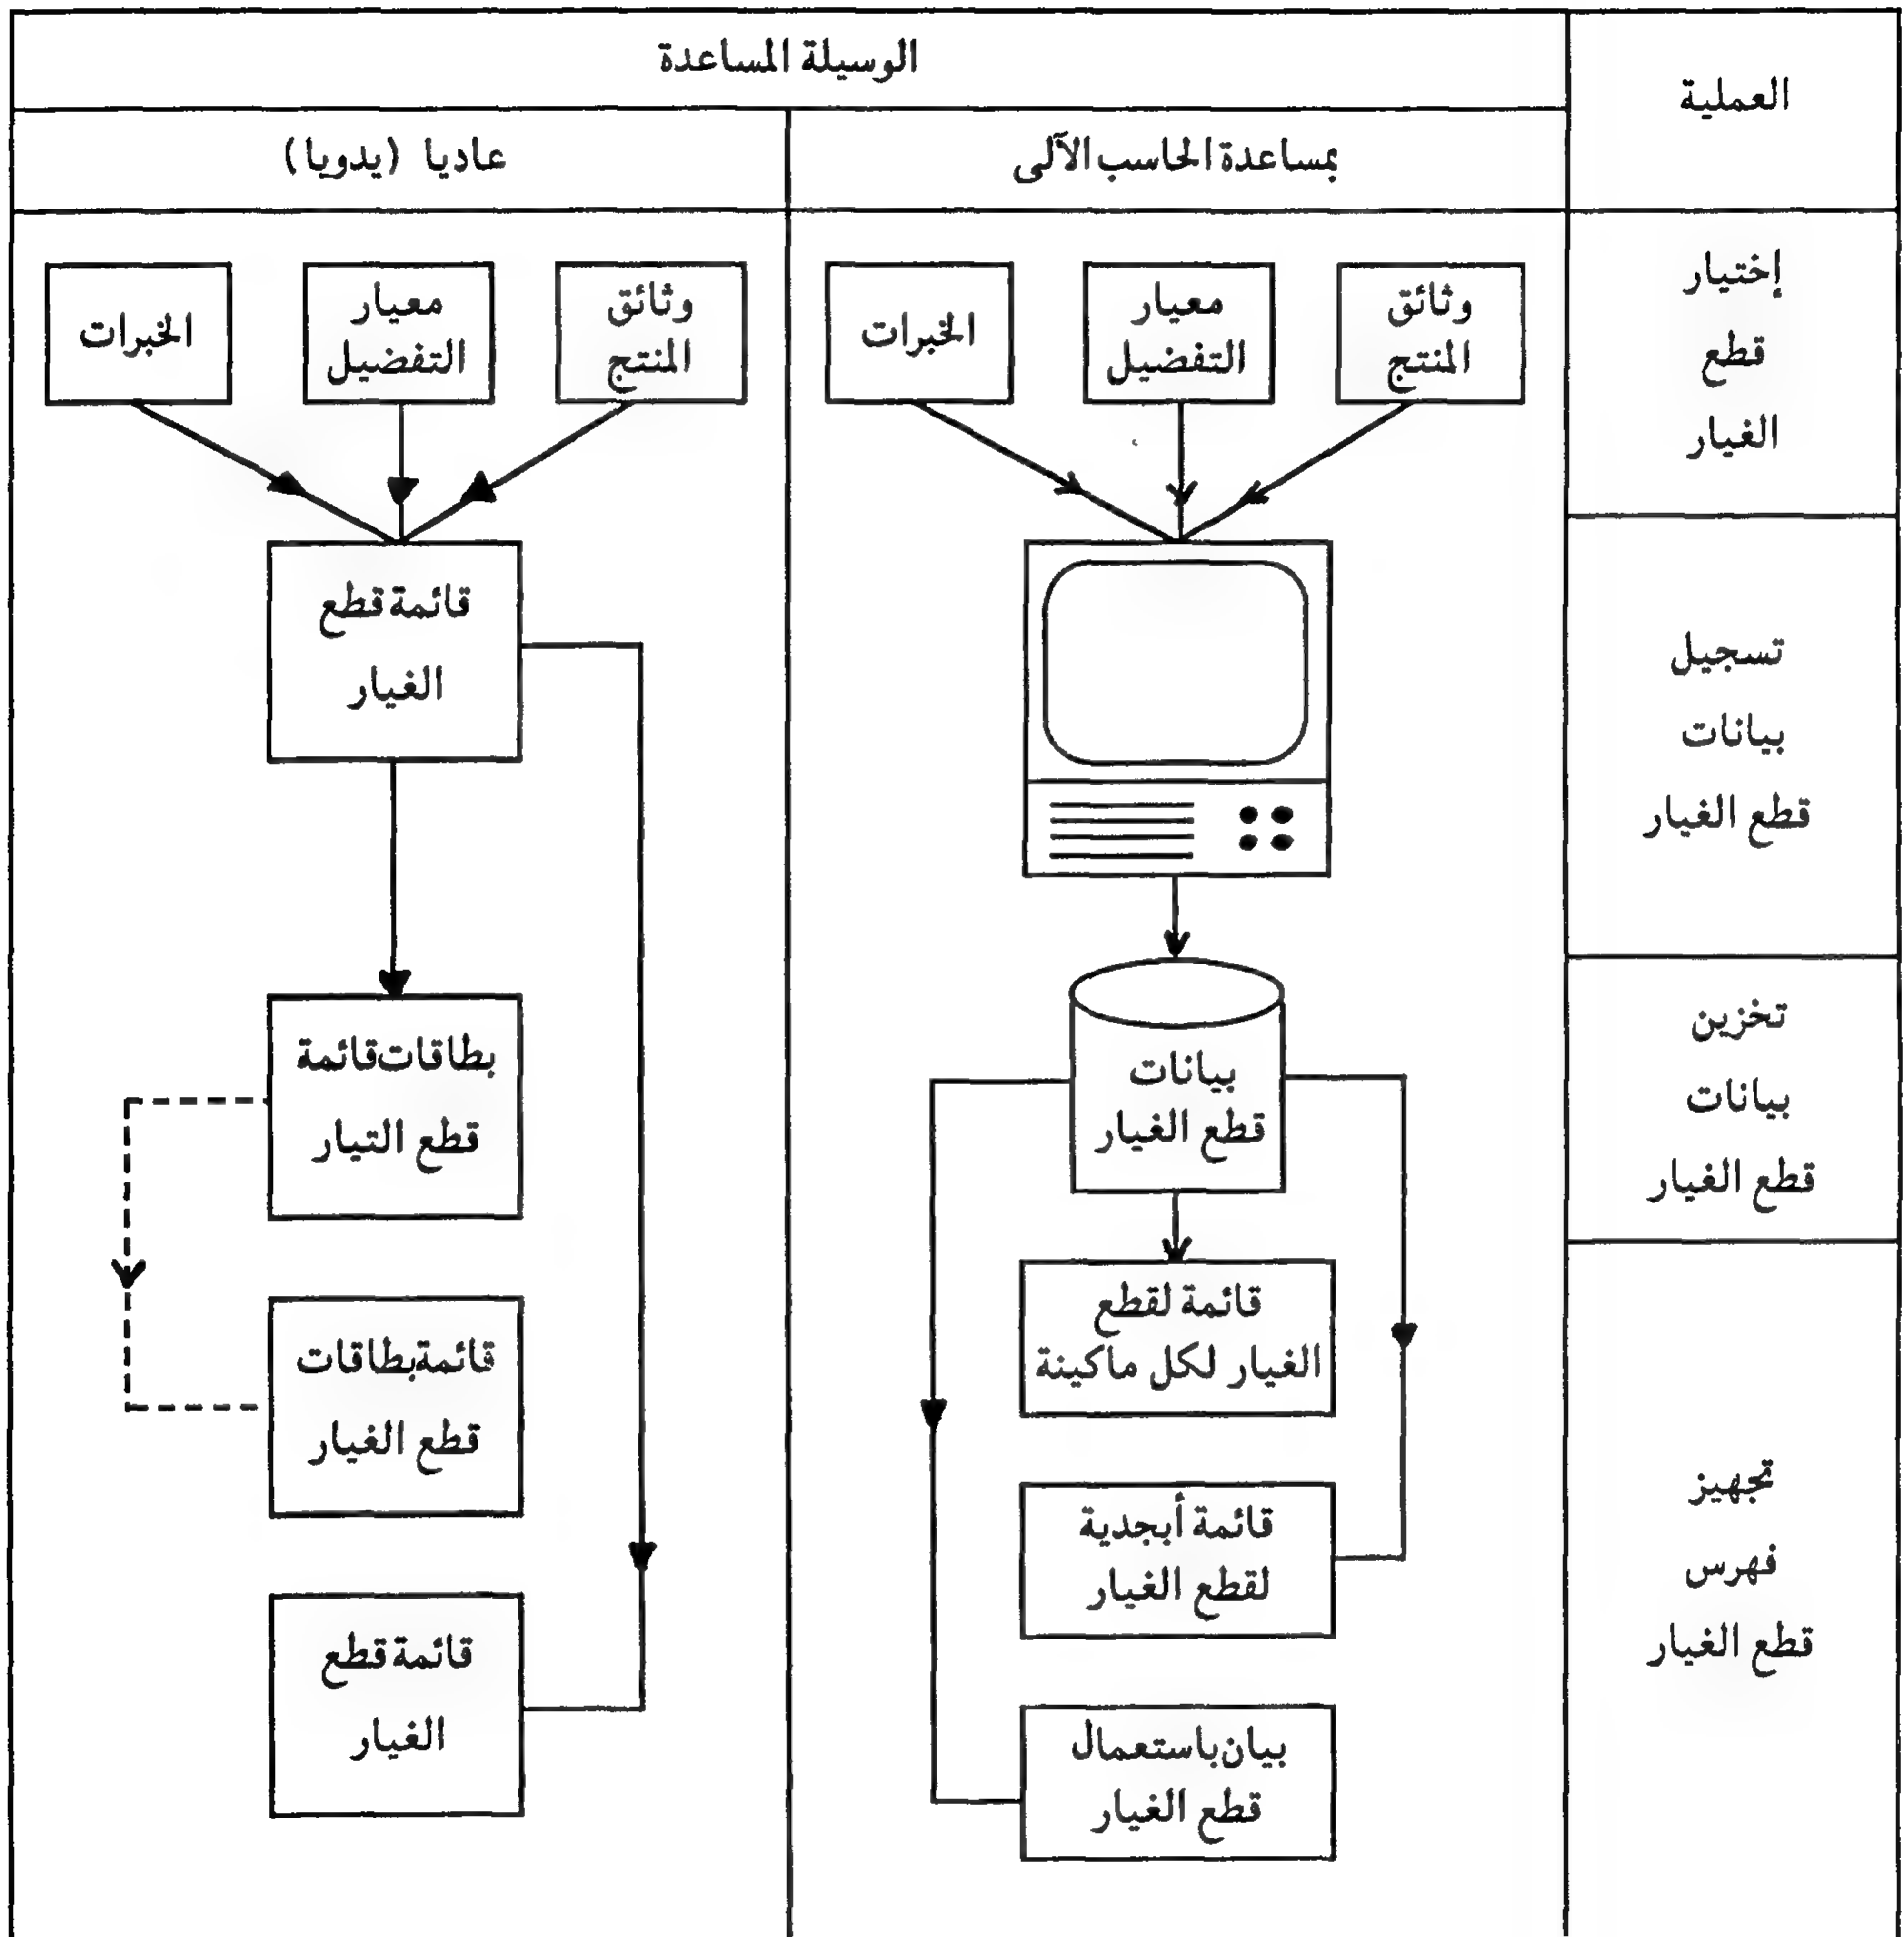 العملية
الوسيلة المساعدة
بمساعدة الحاسب الآلى
عاديا (يدويا)
إختيار
قطع
الغيار
وثائق
المنتج
معيار
التفضيل
الخبرات
وثائق
المنتج
معيار
التفضيل
الخبرات
تسجيل
بيانات
قطع الغيار
قائمة قطع
الغيار
تخزين
بيانات
قطع الغيار
بيانات
قطع الغيار
بطاقات قائمة
قطع التيار
تجهيز
فهرس
قطع الغيار
قائمة لقطع
الغيار لكل ماكينة
قائمة أبجدية
لقطع الغيار
بيان باستعمال
قطع الغيار
قائمة بطاقات
قطع الغيار
قائمة قطع
الغيار